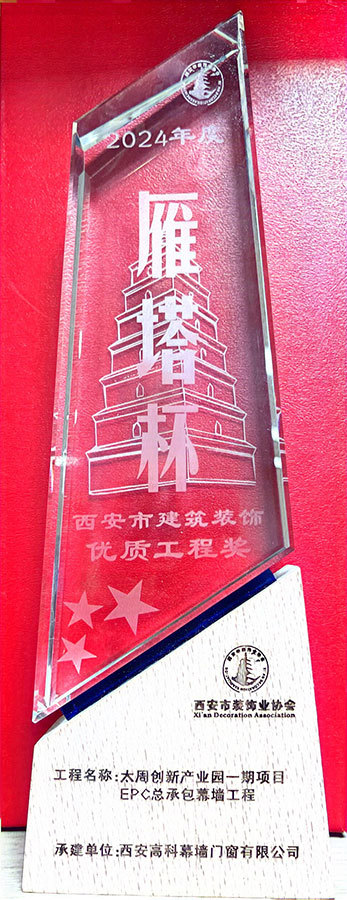 2024年度
雁塔杯
西安市建筑装饰
优质工程奖
西安市装饰业协会
Xi'an Decoration Association
工程名称:太周创新产业园一期项目
EPC总承包幕墙工程
承建单位:西安高科幕墙门窗有限公司